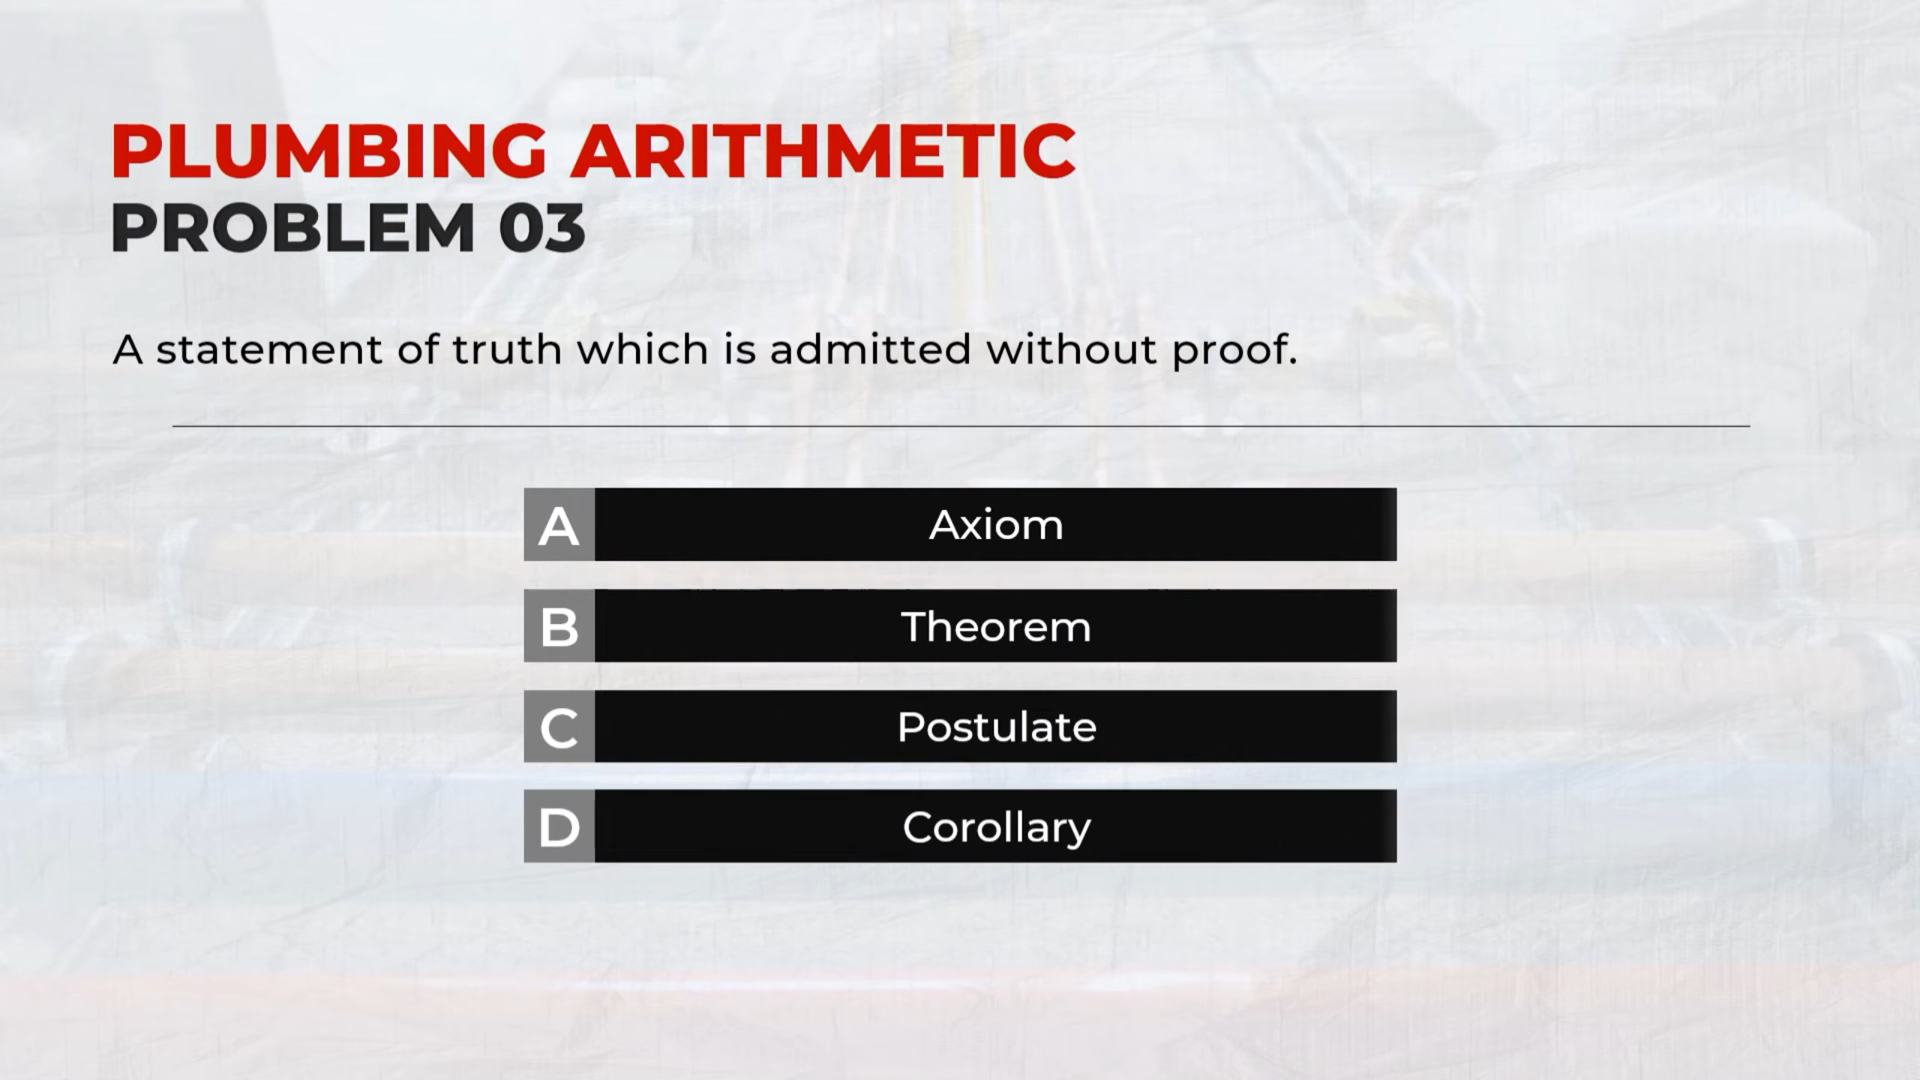 PLUMBING ARITHMETIC
PROBLEM 03
A statement of truth which is admitted without proof.
A Axiom
B Theorem
C Postulate
D Corollary